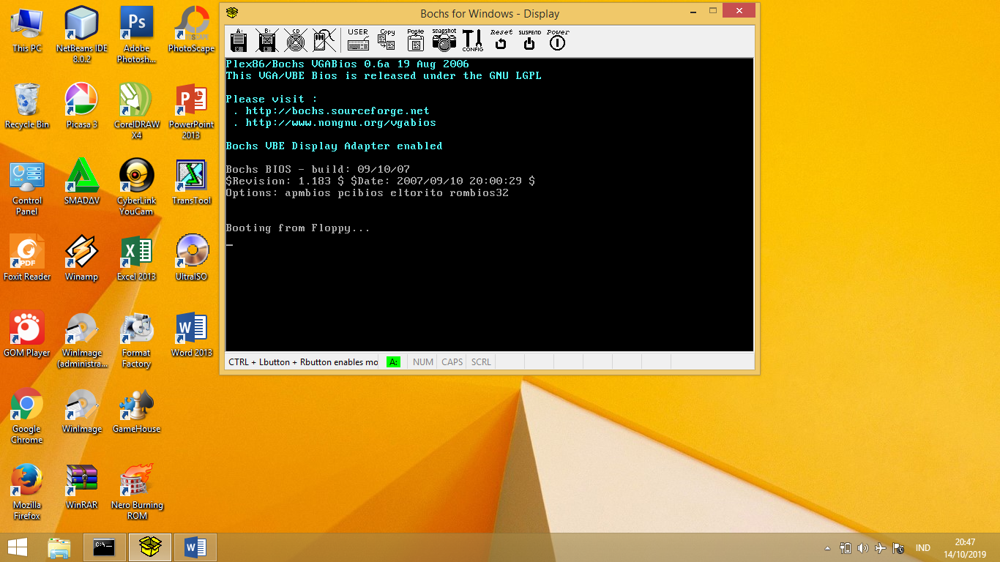 Bochs for Windows - Display
A:
B:
CD
USER
Copy
Paste
snapshot
CONFIG
Reset
SUSPEND
Power
Plex86/Bochs VGABios 0.6a 19 Aug 2006
This VGA/VBE Bios is released under the GNU LGPL
Please visit :
. http://bochs.sourceforge.net
. http://www.nongnu.org/vgabios
Bochs VBE Display Adapter enabled
Bochs BIOS - build: 09/10/07
$Revision: 1.183 $ $Date: 2007/09/10 20:00:29 $
Options: apmbios pcibios eltorito rombios32
Booting from Floppy...
_
CTRL + Lbutton + Rbutton enables mo
A:
NUM
CAPS
SCRL
This PC
NetBeans IDE
8.0.2
Ps
Adobe
Photosh...
PhotoScape
Recycle Bin
Picasa 3
CorelDRAW
X4
PowerPoint
2013
Control
Panel
SMADΔV
CyberLink
YouCam
TransTool
PDF
Foxit Reader
Winamp
Excel 2013
UltraISO
GOM Player
WinImage
(administra...
Format
Factory
Word 2013
Google
Chrome
WinImage
GameHouse
Mozilla
Firefox
WinRAR
Nero Burning
ROM
C:\_
IND
20:47
14/10/2019